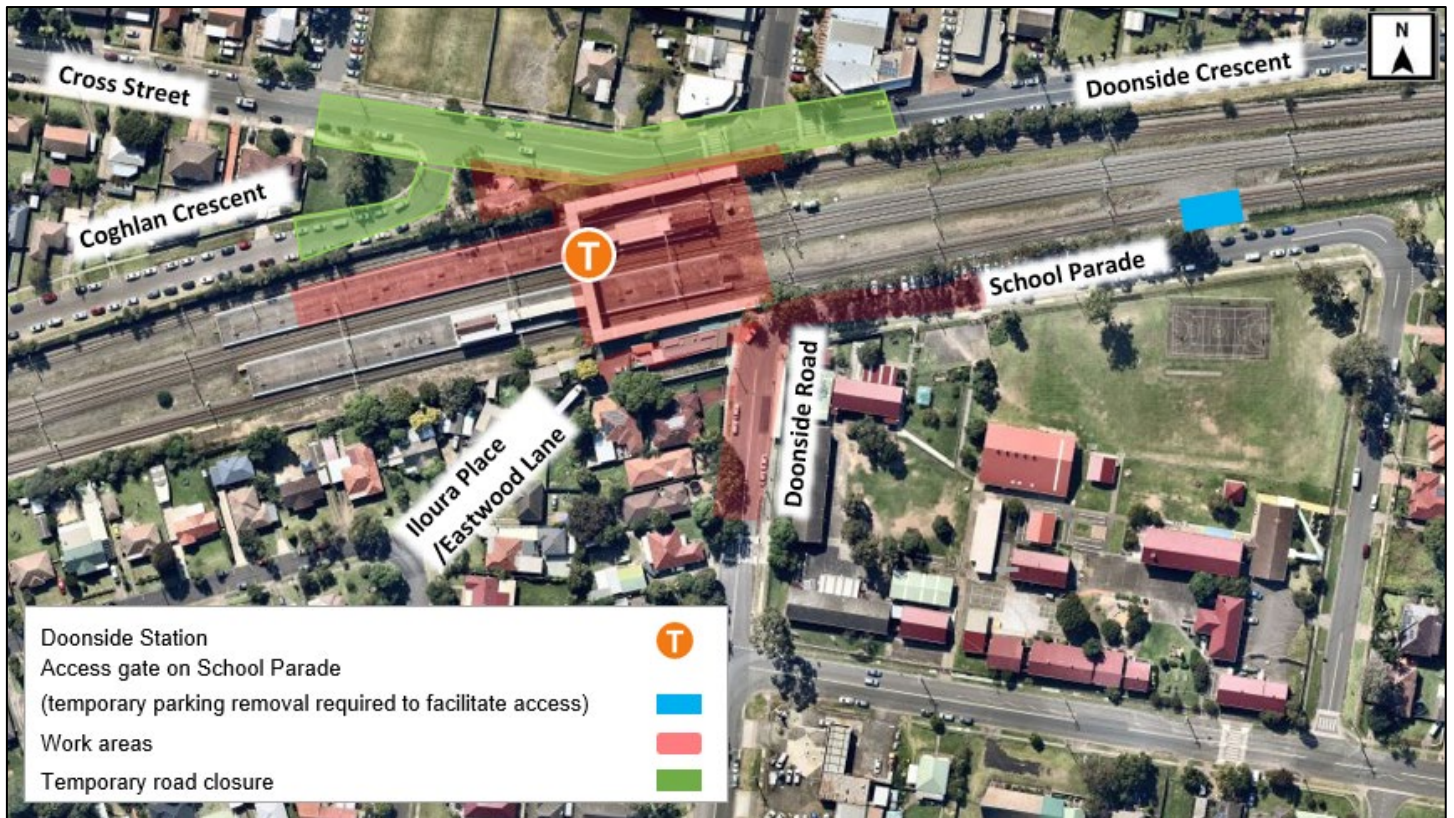 N
Cross Street
Doonside Crescent
Coghlan Crescent
T
School Parade
Doonside Road
Iloura Place
/Eastwood Lane
Doonside Station
T
Access gate on School Parade
(temporary parking removal required to facilitate access)
Work areas
Temporary road closure